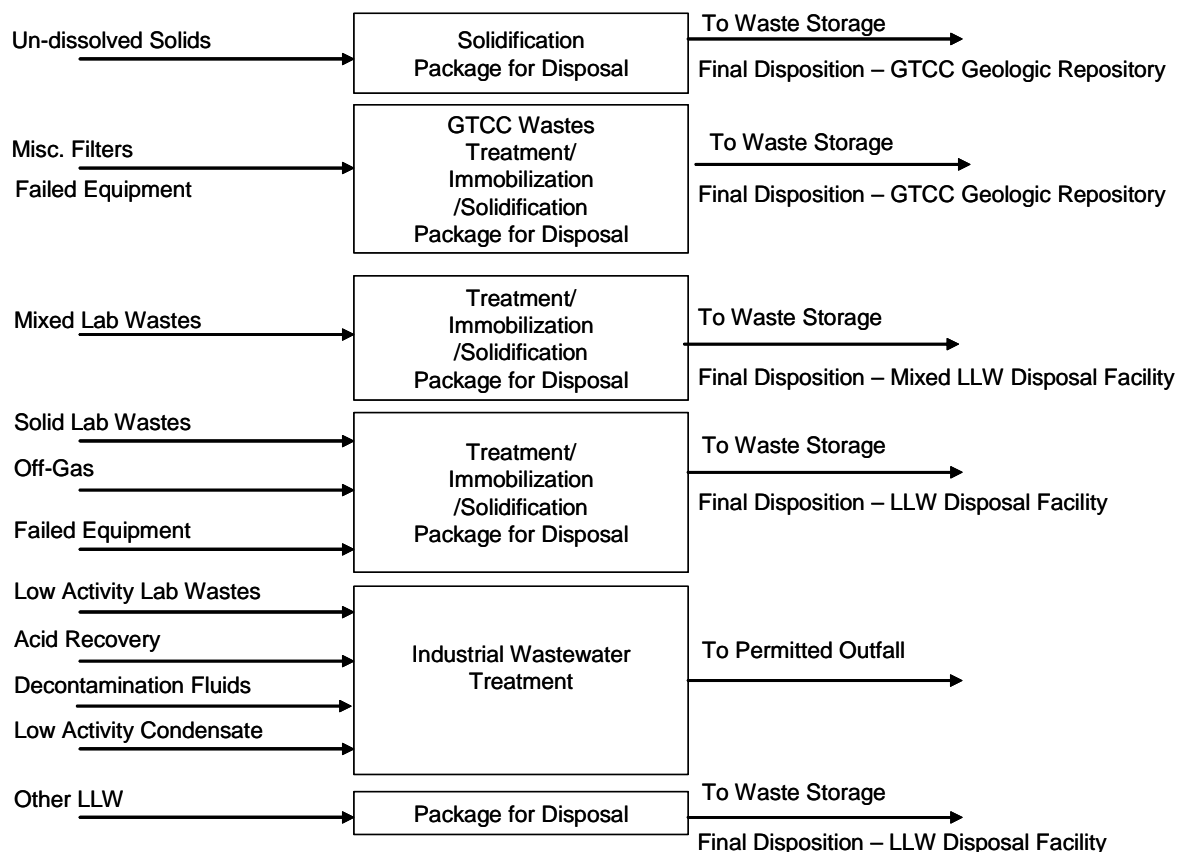 Un-dissolved Solids
Solidification
Package for Disposal
To Waste Storage
Final Disposition – GTCC Geologic Repository
Misc. Filters
Failed Equipment
GTCC Wastes
Treatment/
Immobilization
/Solidification
Package for Disposal
To Waste Storage
Final Disposition – GTCC Geologic Repository
Mixed Lab Wastes
Treatment/
Immobilization
/Solidification
Package for Disposal
To Waste Storage
Final Disposition – Mixed LLW Disposal Facility
Solid Lab Wastes
Off-Gas
Failed Equipment
Treatment/
Immobilization
/Solidification
Package for Disposal
To Waste Storage
Final Disposition – LLW Disposal Facility
Low Activity Lab Wastes
Acid Recovery
Decontamination Fluids
Low Activity Condensate
Industrial Wastewater
Treatment
To Permitted Outfall
Other LLW
Package for Disposal
To Waste Storage
Final Disposition – LLW Disposal Facility